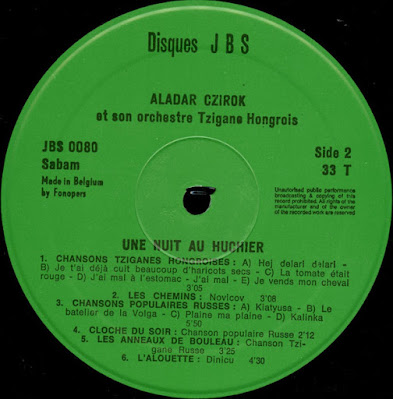 Disques JBS
ALADAR CZIROK
et son orchestre Tzigane Hongrois
JBS 0080
Sabam
Made in Belgium
by Fonopers
Side 2
33 T
Unauthorised public performance
broadcasting & copying of this
record prohibited. All rights of the
manufacturer and of the owner
of the recorded work are reserved
UNE NUIT AU HUCHIER
1. CHANSONS TZIGANES HONGROISES: A) Hej delari delari -
B) Je t'ai déjà cuit beaucoup d'haricots secs - C) La tomate était
rouge - D) J'ai mal à l'estomac - J'ai mal - E) Je vends mon cheval
3'05
2. LES CHEMINS: Novicov 3'08
3. CHANSONS POPULAIRES RUSSES: A) Klatyusa - B) Le
batelier de la Volga - C) Plaine ma plaine - D) Kalinka
5'50
4. CLOCHE DU SOIR: Chanson populaire Russe 2'12
5. LES ANNEAUX DE BOULEAU: Chanson Tzi-
gane Russe 3'25
6. L'ALOUETTE: Dinicu 4'30